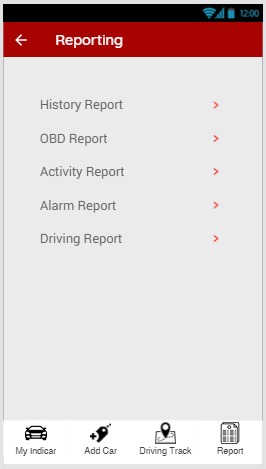 12:00
Reporting
History Report
OBD Report
Activity Report
Alarm Report
Driving Report
My Indicar Add Car Driving Track Report